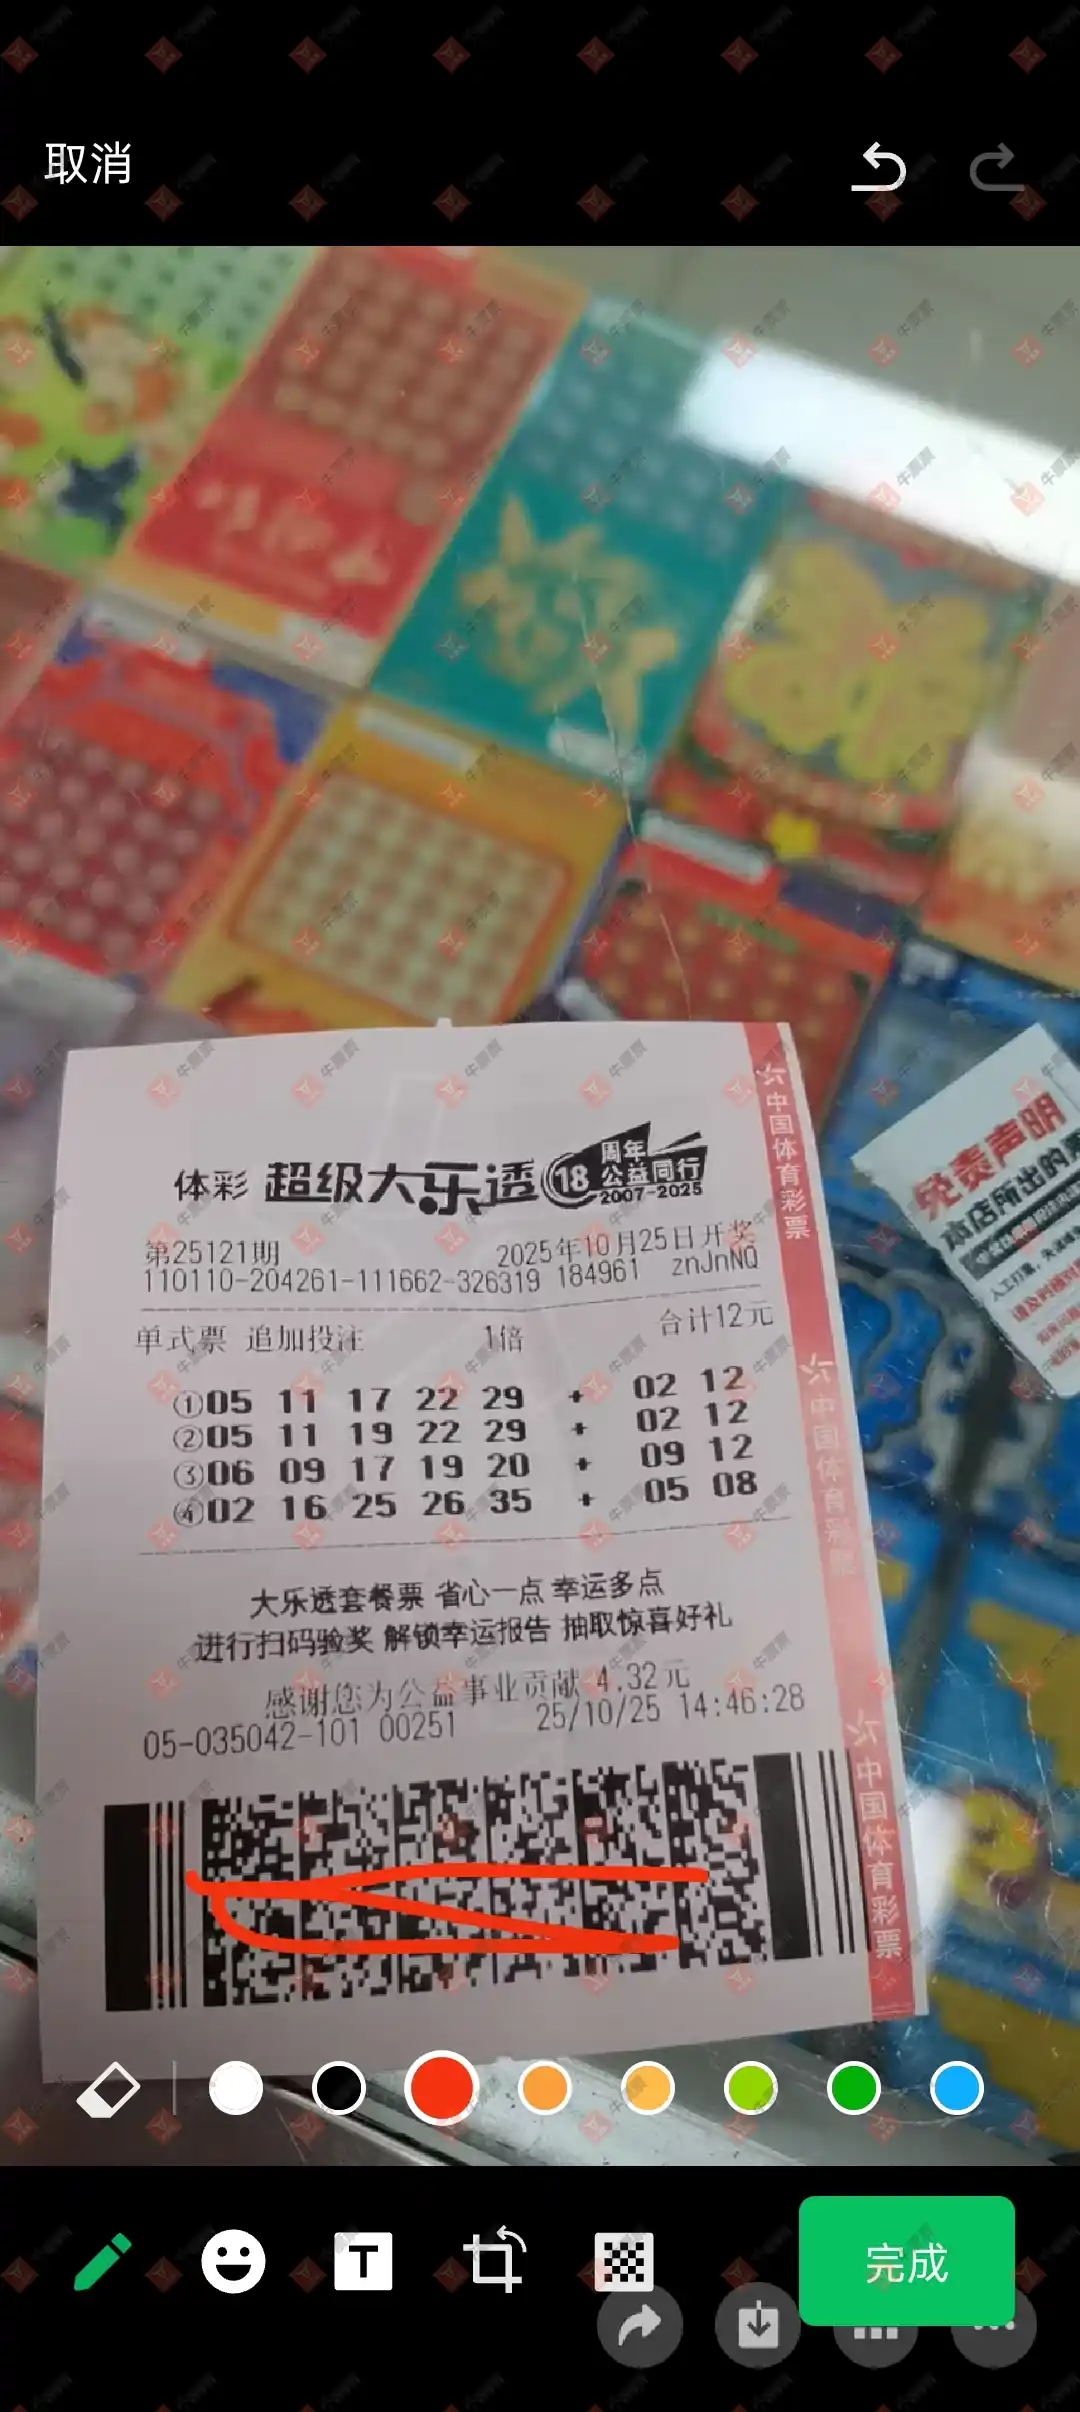 取消
体彩 超级大乐透 18 周年 公益同行 2007-2025
第25121期 2025年10月25日开奖
110110-204261-111662-326319 184961 znJnNQ
单式票 追加投注 1倍 合计12元
①05 11 17 22 29 + 02 12
②05 11 19 22 29 + 02 12
③06 09 17 19 20 + 09 12
④02 16 25 26 35 + 05 08
大乐透套餐票 省心一点 幸运多点
进行扫码验奖 解锁幸运报告 抽取惊喜好礼
感谢您为公益事业贡献 4.32元
05-035042-101 00251 25/10/25 14:46:28
中国体育彩票
中国体育彩票
中国体育彩票
免责声明
本店所出的
T
完成
牛票票